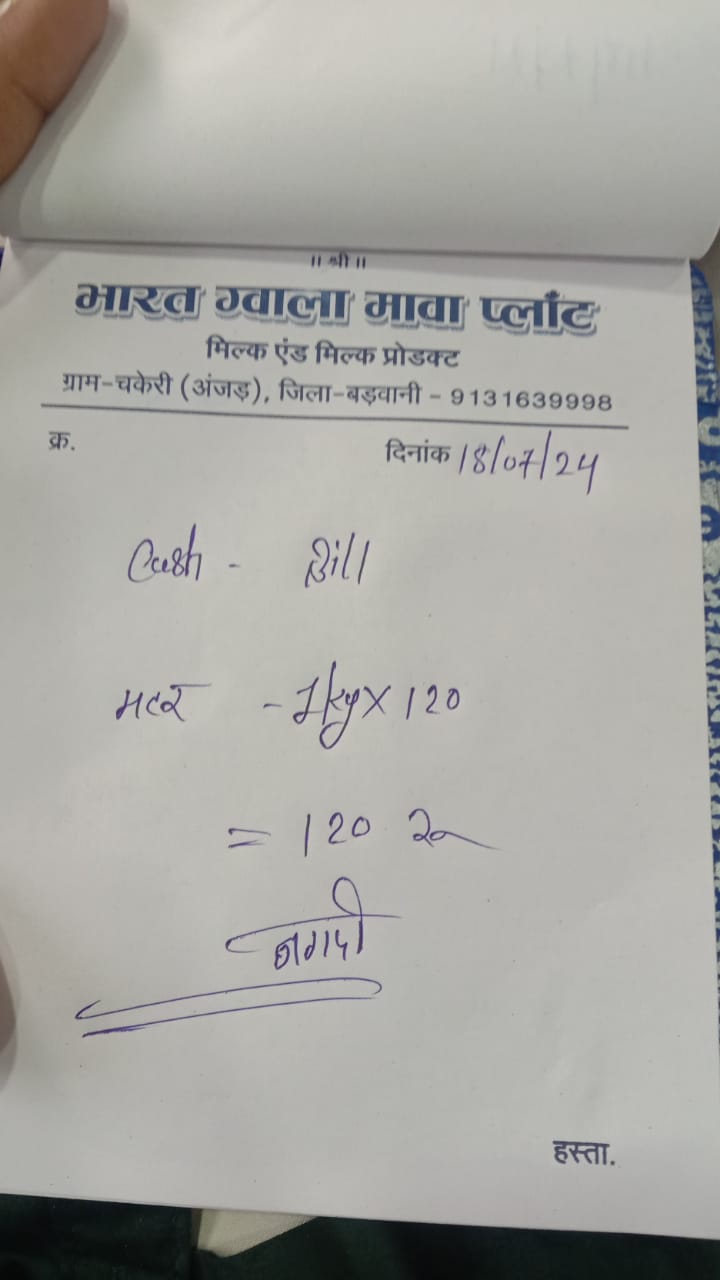 ॥ श्री ॥
भारत ग्वाला मावा प्लाँट
मिल्क एंड मिल्क प्रोडक्ट
ग्राम-चकेरी (अंजड़), जिला-बड़वानी - 9131639998
क्र. दिनांक 18/07/24
Cash - Bill
मटर - 1kg X 120
= 120 रु
नगदी
हस्ता.